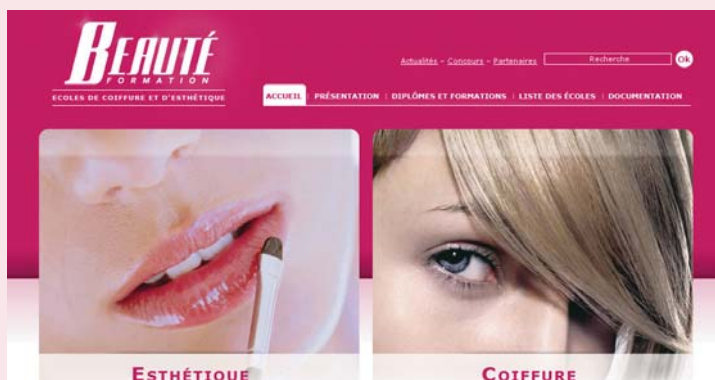 BEAUTÉ
FORMATION
ECOLES DE COIFFURE ET D'ESTHÉTIQUE
Actualités - Concours - Partenaires Recherche Ok
ACCUEIL | PRÉSENTATION | DIPLÔMES ET FORMATIONS | LISTE DES ÉCOLES | DOCUMENTATION
ESTHÉTIQUE
COIFFURE